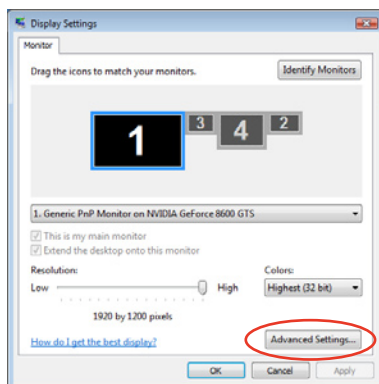 Display Settings
Monitor
Drag the icons to match your monitors.
Identify Monitors
1
3
4
2
1. Generic PnP Monitor on NVIDIA GeForce 8600 GTS
This is my main monitor
Extend the desktop onto this monitor
Resolution:
Colors:
Low
High
Highest (32 bit)
1920 by 1200 pixels
How do I get the best display?
Advanced Settings...
OK
Cancel
Apply